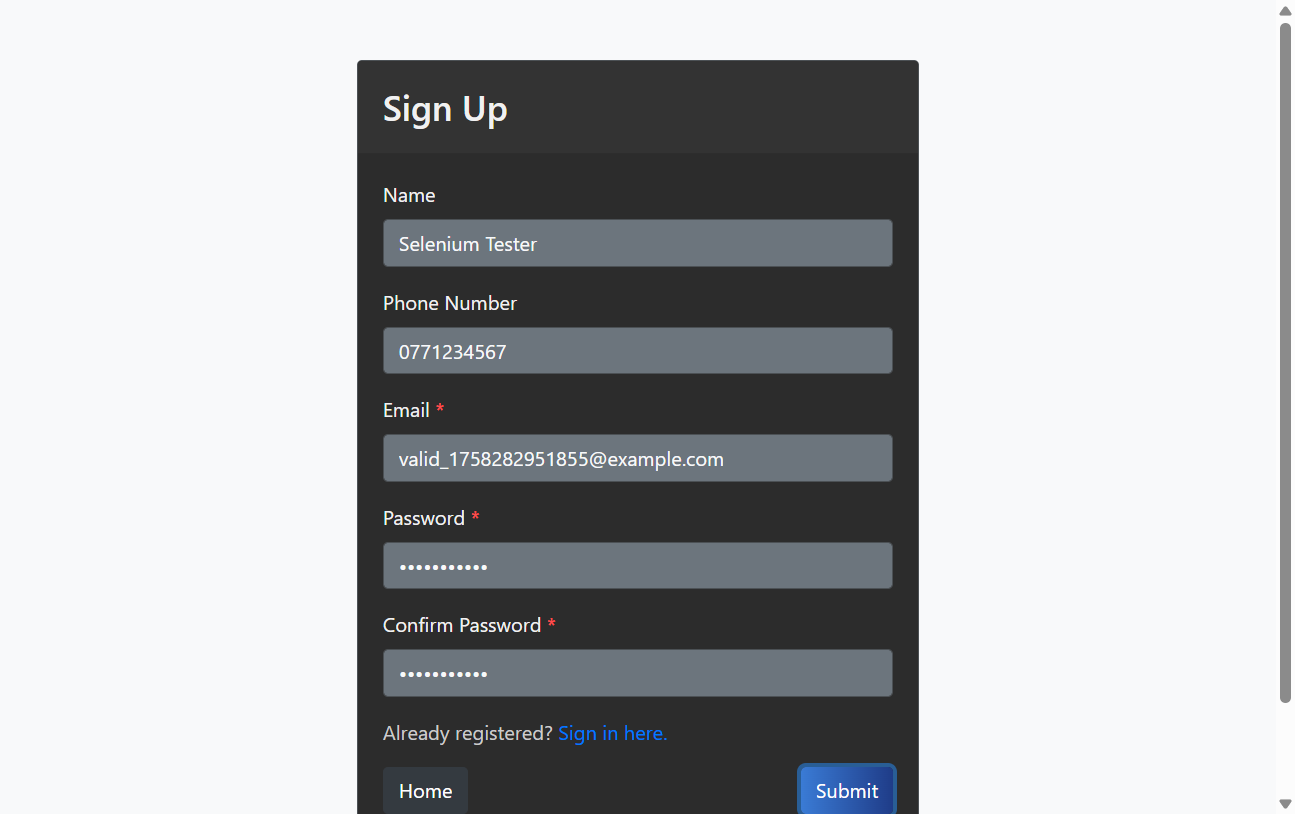 Sign Up
Name
Selenium Tester
Phone Number
0771234567
Email *
valid_1758282951855@example.com
Password *
•••••••••••
Confirm Password *
•••••••••••
Already registered? Sign in here.
Home Submit